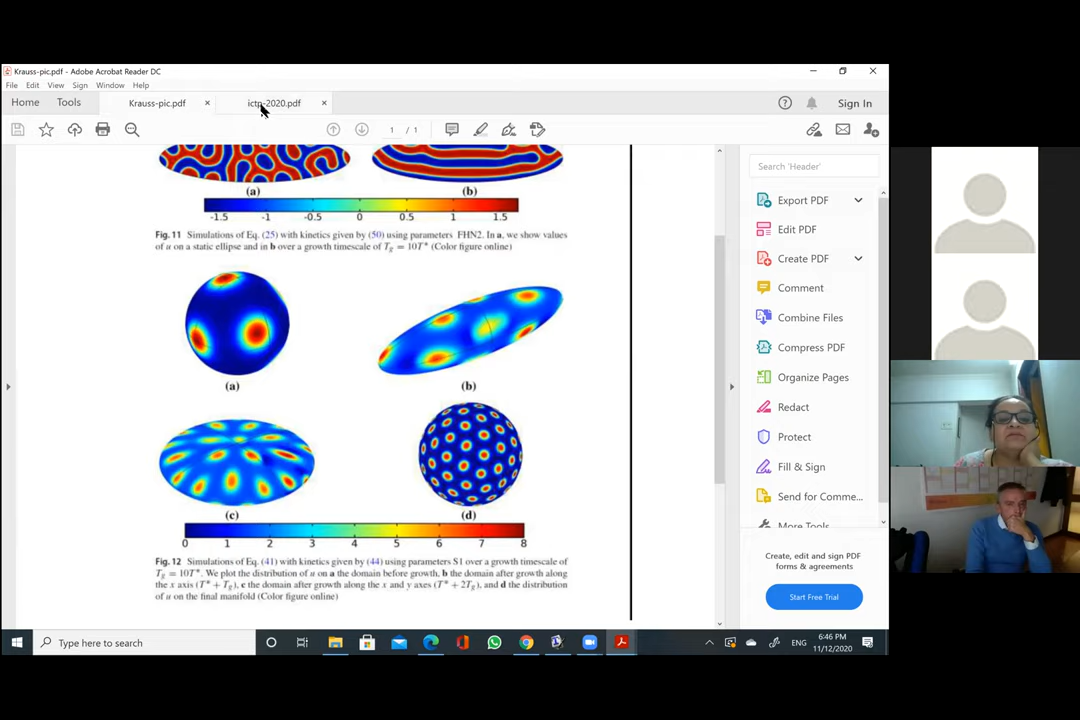 Krauss-pic.pdf - Adobe Acrobat Reader DC
File Edit View Sign Window Help
Home Tools Krauss-pic.pdf × ictp-2020.pdf × Sign In
1 / 1
Search 'Header'
(a) (b)
-1.5 -1 -0.5 0 0.5 1 1.5
Fig. 11 Simulations of Eq. (25) with kinetics given by (50) using parameters FHN2. In a, we show values
of u on a static ellipse and in b over a growth timescale of Tg = 10T* (Color figure online)
(a) (b)
(c) (d)
0 1 2 3 4 5 6 7 8
Fig. 12 Simulations of Eq. (41) with kinetics given by (44) using parameters S1 over a growth timescale of
Tg = 10T*. We plot the distribution of u on a the domain before growth, b the domain after growth along
the x axis (T* + Tg), c the domain after growth along the x and y axes (T* + 2Tg), and d the distribution
of u on the final manifold (Color figure online)
Export PDF
Edit PDF
Create PDF
Comment
Combine Files
Compress PDF
Organize Pages
Redact
Protect
Fill & Sign
Send for Comme...
More Tools
Create, edit and sign PDF
forms & agreements
Start Free Trial
Type here to search
ENG
6:46 PM
11/12/2020